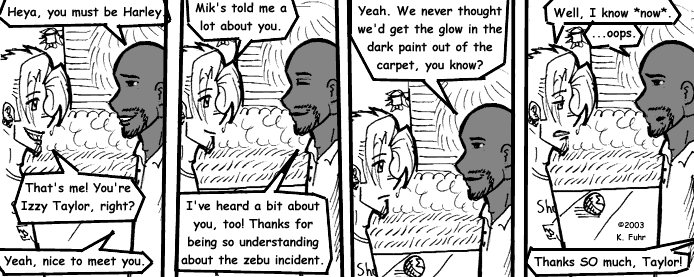 Heya, you must be Harley.
That's me! You're
Izzy Taylor, right?
Yeah, nice to meet you.
Mik's told me a
lot about you.
I've heard a bit about
you, too! Thanks for
being so understanding
about the zebu incident.
Yeah. We never thought
we'd get the glow in the
dark paint out of the
carpet, you know?
Sho
Well, I know *now*.
...oops.
Sho
©2003
K. Fuhr
Thanks SO much, Taylor!